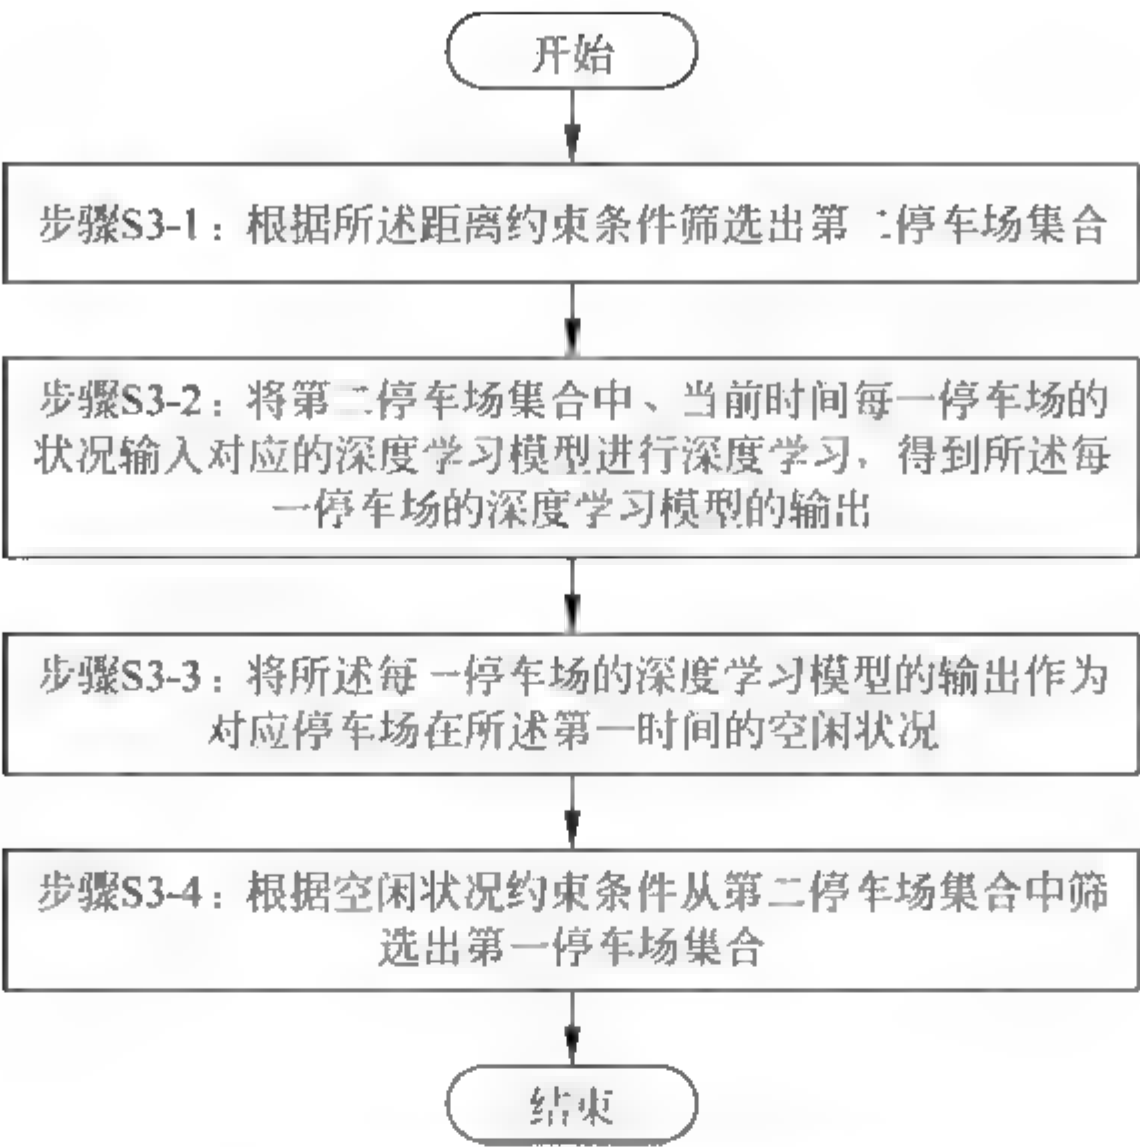 开始
步骤S3-1：根据所述距离约束条件筛选出第二停车场集合
步骤S3-2：将第二停车场集合中、当前时间每一停车场的
状况输入对应的深度学习模型进行深度学习，得到所述每
一停车场的深度学习模型的输出
步骤S3-3：将所述每一停车场的深度学习模型的输出作为
对应停车场在所述第一时间的空闲状况
步骤S3-4：根据空闲状况约束条件从第二停车场集合中筛
选出第一停车场集合
结束